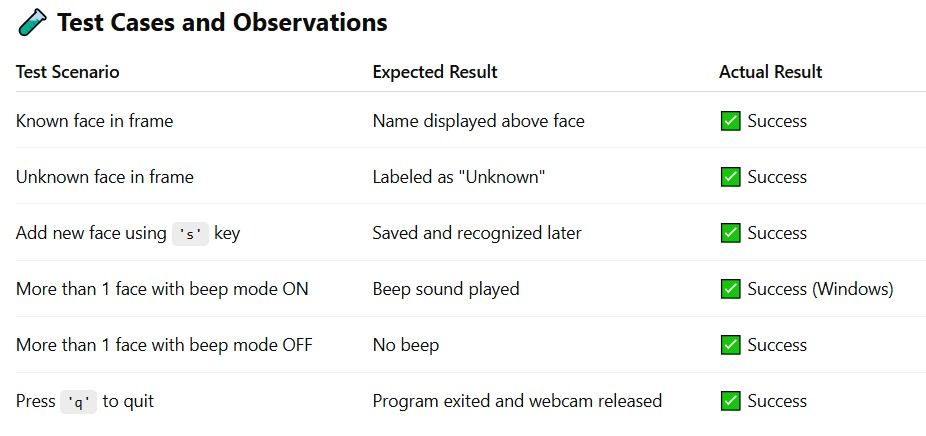 🧪 Test Cases and Observations
Test Scenario Expected Result Actual Result
Known face in frame Name displayed above face ✅ Success
Unknown face in frame Labeled as "Unknown" ✅ Success
Add new face using 's' key Saved and recognized later ✅ Success
More than 1 face with beep mode ON Beep sound played ✅ Success (Windows)
More than 1 face with beep mode OFF No beep ✅ Success
Press 'q' to quit Program exited and webcam released ✅ Success